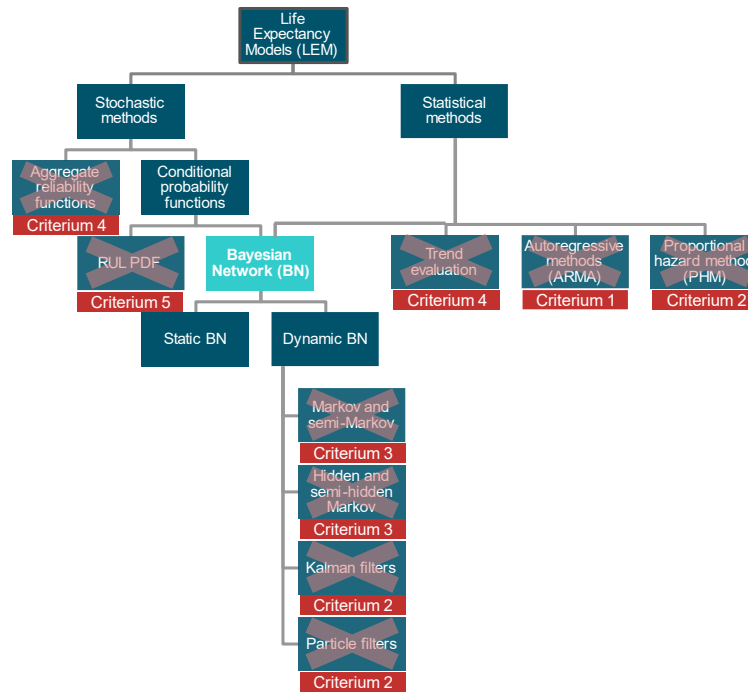 Life
Expectancy
Models (LEM)
Stochastic
methods
Statistical
methods
Aggregate
reliability
functions
Criterium 4
Conditional
probability
functions
RUL PDF
Criterium 5
Bayesian
Network (BN)
Trend
evaluation
Criterium 4
Autoregressive
methods
(ARMA)
Criterium 1
Proportional
hazard method
(PHM)
Criterium 2
Static BN
Dynamic BN
Markov and
semi-Markov
Criterium 3
Hidden and
semi-hidden
Markov
Criterium 3
Kalman filters
Criterium 2
Particle filters
Criterium 2